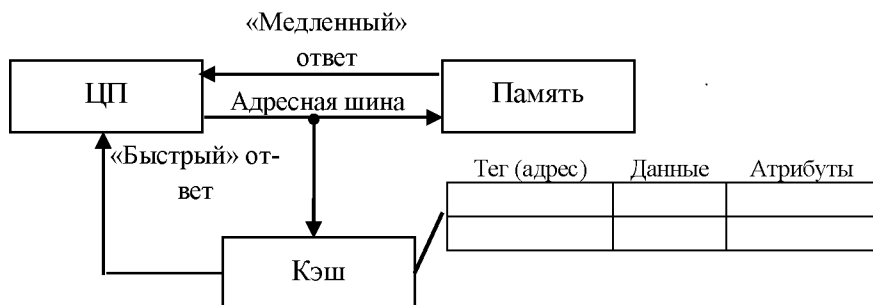 «Медленный»
ответ
ЦП
Память
Адресная шина
«Быстрый» от-
вет
Тег (адрес) Данные Атрибуты
Кэш